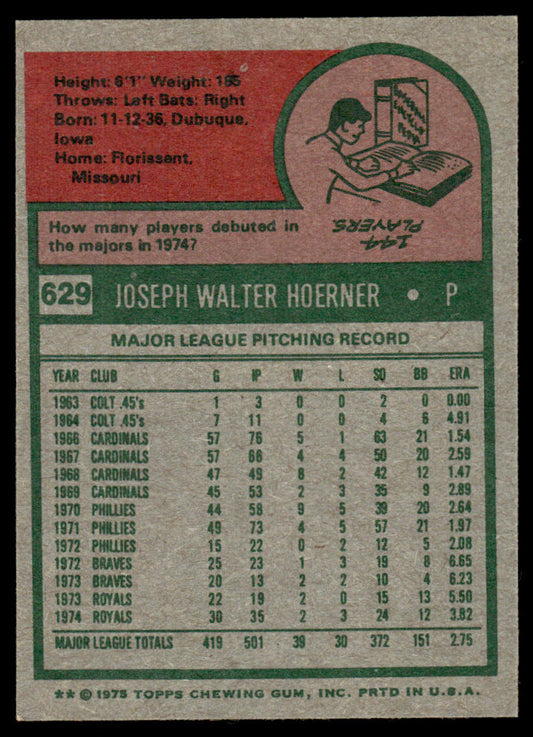 Height: 6'1" Weight: 185
Throws: Left Bats: Right
Born: 11-12-36, Dubuque,
Iowa
Home: Florissant,
Missouri
How many players debuted in
the majors in 1974?
144
PLAYERS
629 JOSEPH WALTER HOERNER • P
MAJOR LEAGUE PITCHING RECORD
YEAR CLUB G IP W L SO BB ERA
1963 COLT .45's 1 3 0 0 2 0 0.00
1964 COLT .45's 7 11 0 0 4 6 4.91
1966 CARDINALS 57 76 5 1 63 21 1.54
1967 CARDINALS 57 66 4 4 50 20 2.59
1968 CARDINALS 47 49 8 2 42 12 1.47
1969 CARDINALS 45 53 2 3 35 9 2.89
1970 PHILLIES 44 58 9 5 39 20 2.64
1971 PHILLIES 49 73 4 5 57 21 1.97
1972 PHILLIES 15 22 0 2 12 5 2.08
1972 BRAVES 25 23 1 3 19 8 6.65
1973 BRAVES 20 13 2 2 10 4 6.23
1973 ROYALS 22 19 2 0 15 13 5.50
1974 ROYALS 30 35 2 3 24 12 3.82
MAJOR LEAGUE TOTALS 419 501 39 30 372 151 2.75
** © 1975 TOPPS CHEWING GUM, INC. PRTD IN U.S.A.